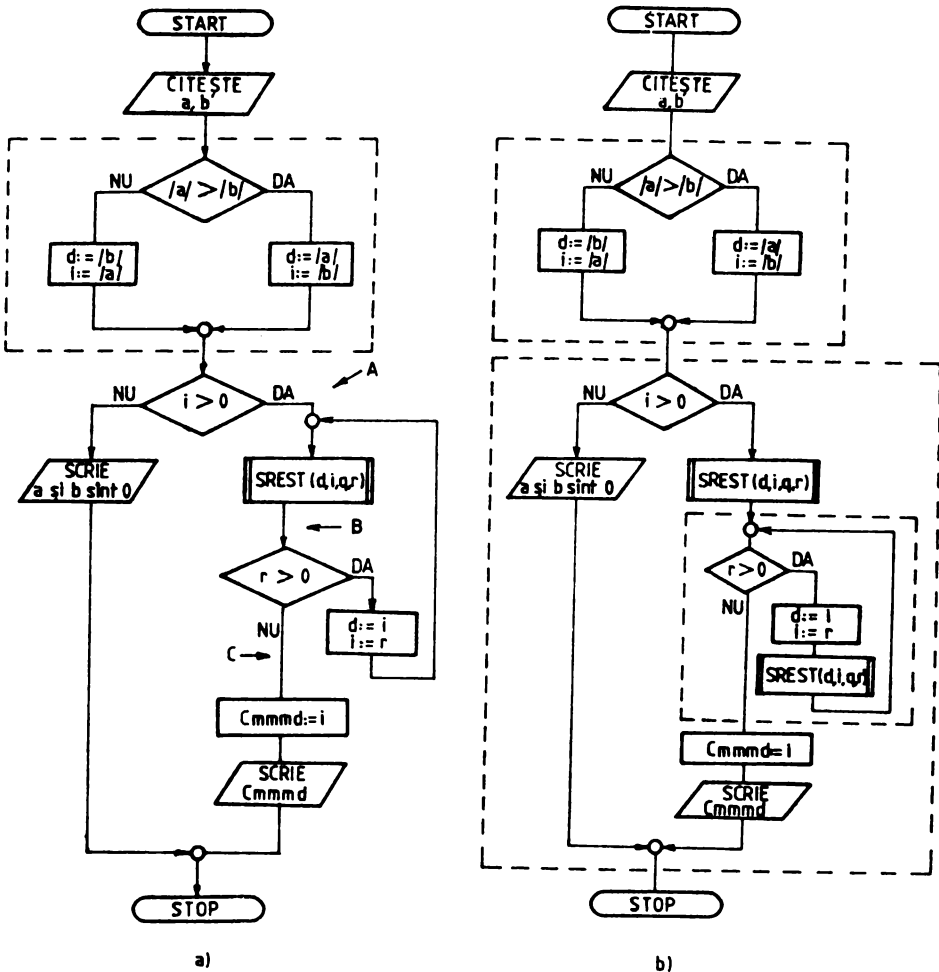 START
CITEȘTE
a, b
/a/ > /b/
NU
DA
d:= /b/
i:= /a/
d:= /a/
i:= /b/
A
i > 0
NU
DA
SCRIE
a și b sînt 0
SREST(d,i,q,r)
B
r > 0
DA
NU
d:= i
i:= r
C
Cmmmd:= i
SCRIE
Cmmmd
STOP
a)
START
CITEȘTE
a,b
/a/>/b/
NU
DA
d:= /b/
i:= /a/
d:= /a/
i:= /b/
i > 0
NU
DA
SCRIE
a și b sînt 0
SREST(d,i,q,r)
r > 0
DA
NU
d:= i
i:= r
SREST(d,i,q,r)
Cmmmd= i
SCRIE
Cmmmd
STOP
b)